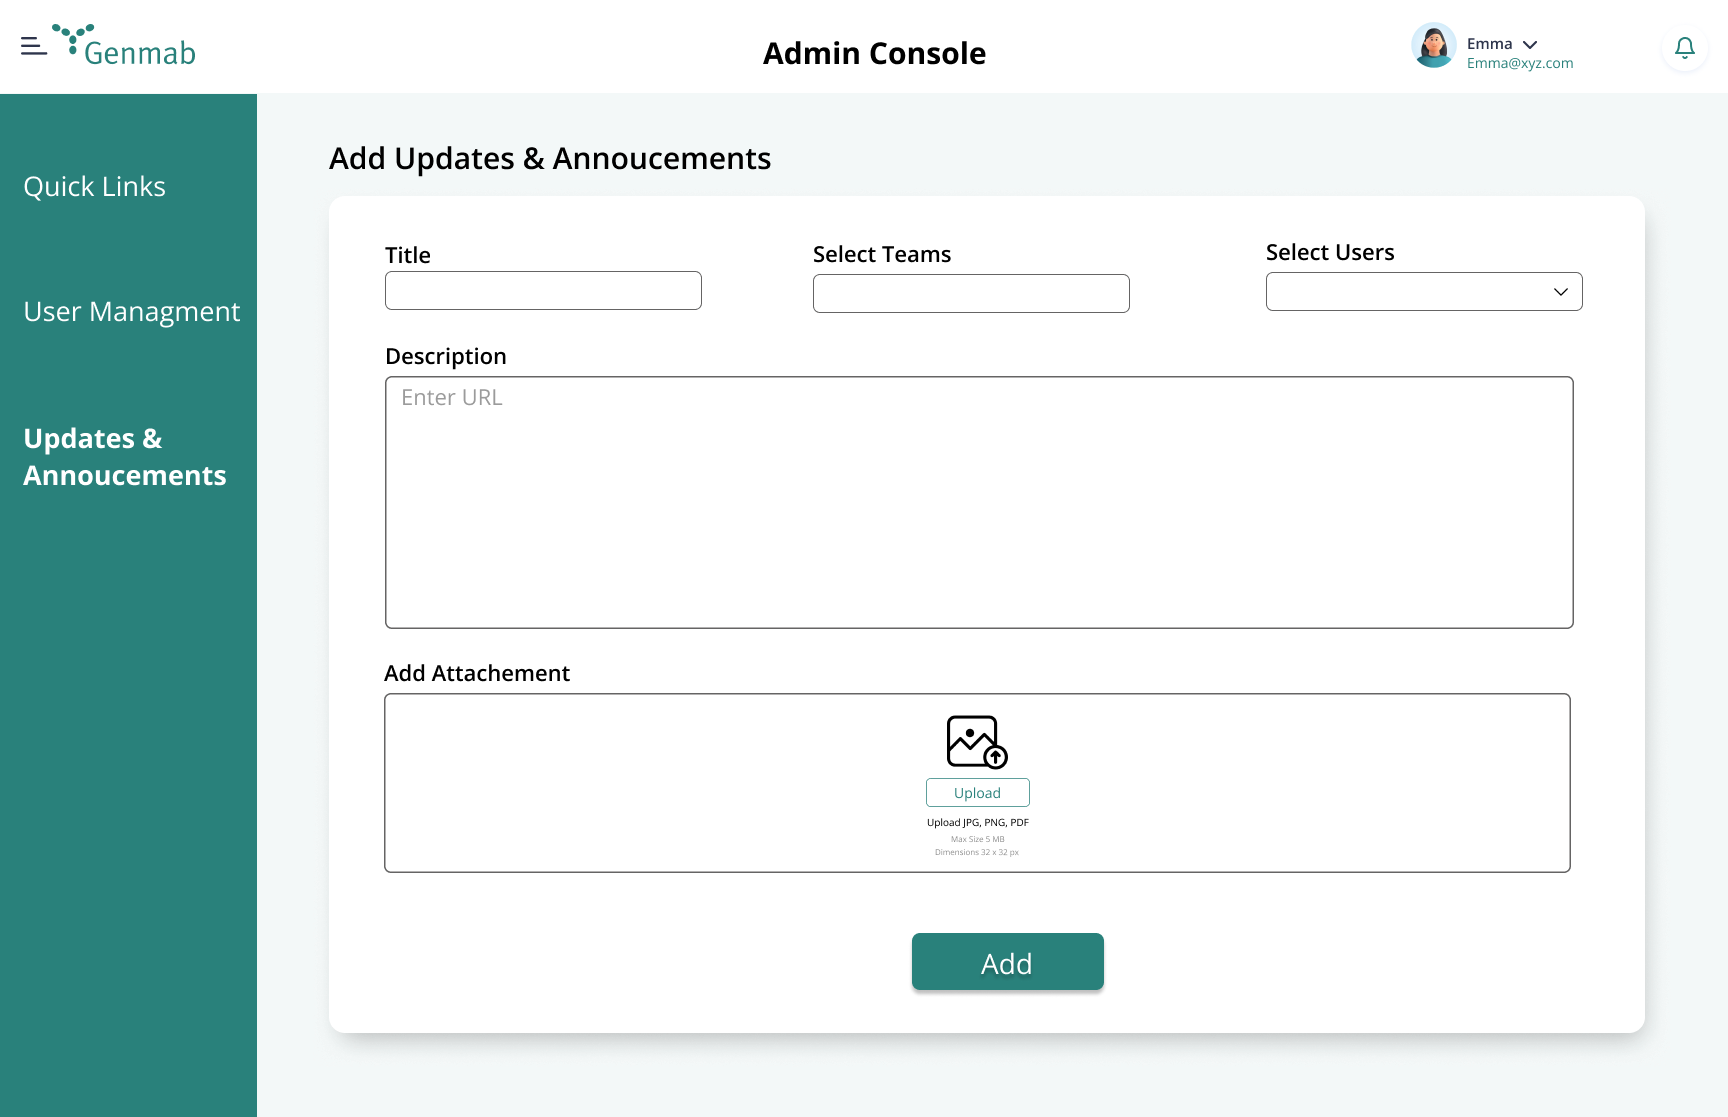 Genmab
Admin Console
Emma
Emma@xyz.com
Quick Links
User Managment
Updates &
Annoucements
Add Updates & Annoucements
Title
Select Teams
Select Users
Description
Enter URL
Add Attachement
Upload
Upload JPG, PNG, PDF
Max Size 5 MB
Dimensions 32 x 32 px
Add